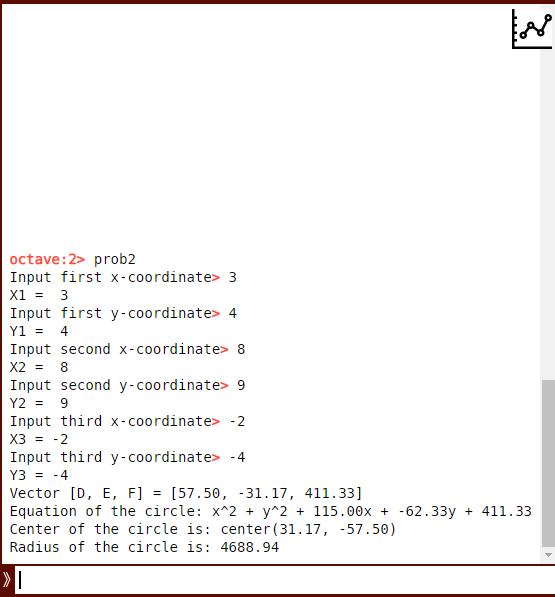 octave:2> prob2
Input first x-coordinate> 3
X1 =  3
Input first y-coordinate> 4
Y1 =  4
Input second x-coordinate> 8
X2 =  8
Input second y-coordinate> 9
Y2 =  9
Input third x-coordinate> -2
X3 = -2
Input third y-coordinate> -4
Y3 = -4
Vector [D, E, F] = [57.50, -31.17, 411.33]
Equation of the circle: x^2 + y^2 + 115.00x + -62.33y + 411.33
Center of the circle is: center(31.17, -57.50)
Radius of the circle is: 4688.94